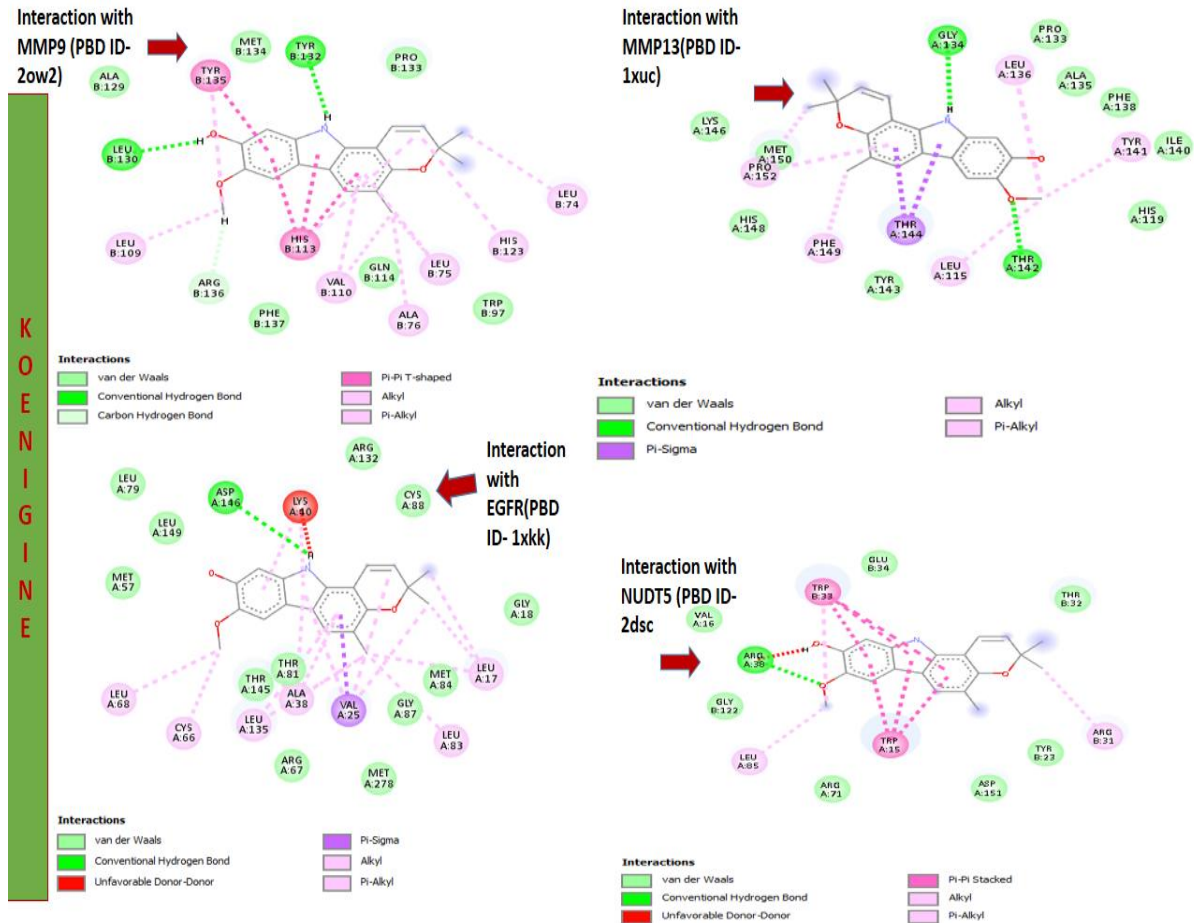 Interaction with
MMP9 (PBD ID-
2ow2)
MET
B:134
TYR
B:132
PRO
B:133
TYR
B:135
ALA
B:129
LEU
B:130
H
O
H
N
O
O
H
LEU
B:74
LEU
B:109
HIS
B:113
HIS
B:123
ARG
B:136
VAL
B:110
GLN
B:114
LEU
B:75
PHE
B:137
ALA
B:76
TRP
B:97
Interactions
van der Waals
Conventional Hydrogen Bond
Carbon Hydrogen Bond
Pi-Pi T-shaped
Alkyl
Pi-Alkyl
Interaction with
MMP13(PBD ID-
1xuc)
GLY
A:134
PRO
A:133
LEU
A:136
ALA
A:135
PHE
A:138
LYS
A:146
MET
A:150
PRO
A:152
TYR
A:141
ILE
A:140
H
N
O
O
O
HIS
A:148
PHE
A:149
THR
A:144
HIS
A:119
TYR
A:143
LEU
A:115
THR
A:142
Interactions
van der Waals
Conventional Hydrogen Bond
Pi-Sigma
Alkyl
Pi-Alkyl
KOENIGINE
Interaction
with
EGFR(PBD
ID- 1xkk)
ARG
A:132
LEU
A:79
ASP
A:146
LYS
A:40
CYS
A:88
LEU
A:149
MET
A:57
H
N
O
O
O
GLY
A:18
THR
A:81
THR
A:145
ALA
A:38
MET
A:84
LEU
A:17
LEU
A:68
CYS
A:66
LEU
A:135
VAL
A:25
GLY
A:87
LEU
A:83
ARG
A:67
MET
A:278
Interactions
van der Waals
Conventional Hydrogen Bond
Unfavorable Donor-Donor
Pi-Sigma
Alkyl
Pi-Alkyl
Interaction with
NUDT5 (PBD ID-
2dsc
GLU
B:34
TRP
B:33
THR
B:32
VAL
A:16
ARG
B:38
H
O
O
N
O
GLY
B:122
LEU
A:85
TRP
A:15
ARG
B:31
TYR
B:23
ARG
A:71
ASP
A:151
Interactions
van der Waals
Conventional Hydrogen Bond
Unfavorable Donor-Donor
Pi-Pi Stacked
Alkyl
Pi-Alkyl